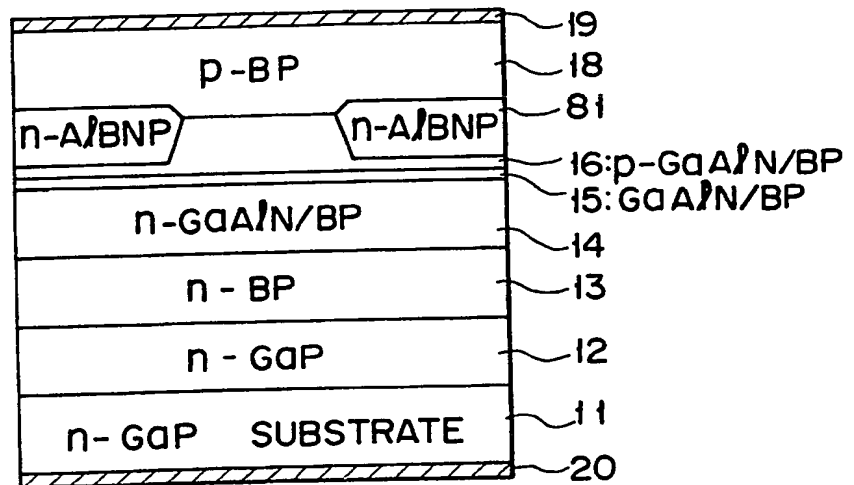 19
p-BP
18
n-AlBNP
n-AlBNP
81
16:p-GaAlN/BP
15:GaAlN/BP
n-GaAlN/BP
14
n-BP
13
n-GaP
12
n-GaP SUBSTRATE
11
20